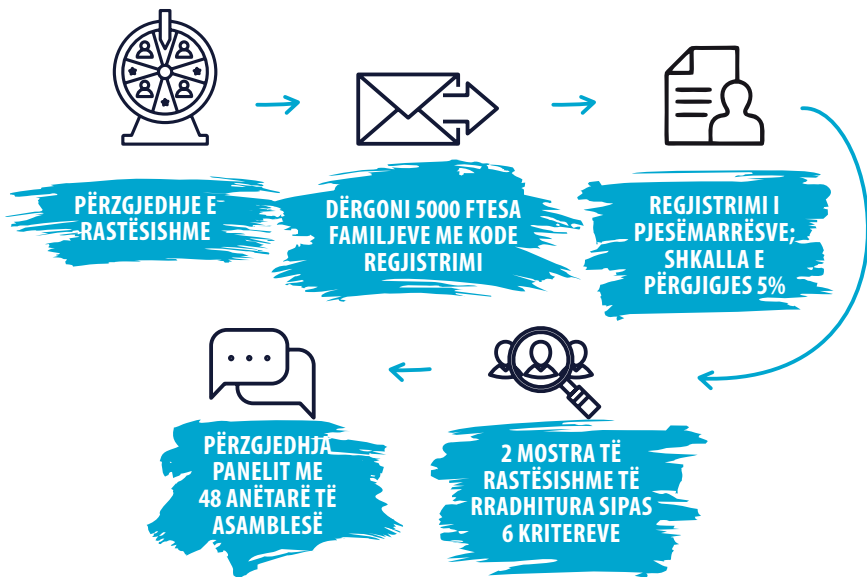 PËRZGJEDHJE E
RASTËSISHME
DËRGONI 5000 FTESA
FAMILJEVE ME KODE
REGJISTRIMI
REGJISTRIMI I
PJESËMARRËSVE;
SHKALLA E
PËRGJIGJES 5%
2 MOSTRA TË
RASTËSISHME TË
RRADHITURA SIPAS
6 KRITEREVE
PËRZGJEDHJA
PANELIT ME
48 ANËTARË TË
ASAMBLESË